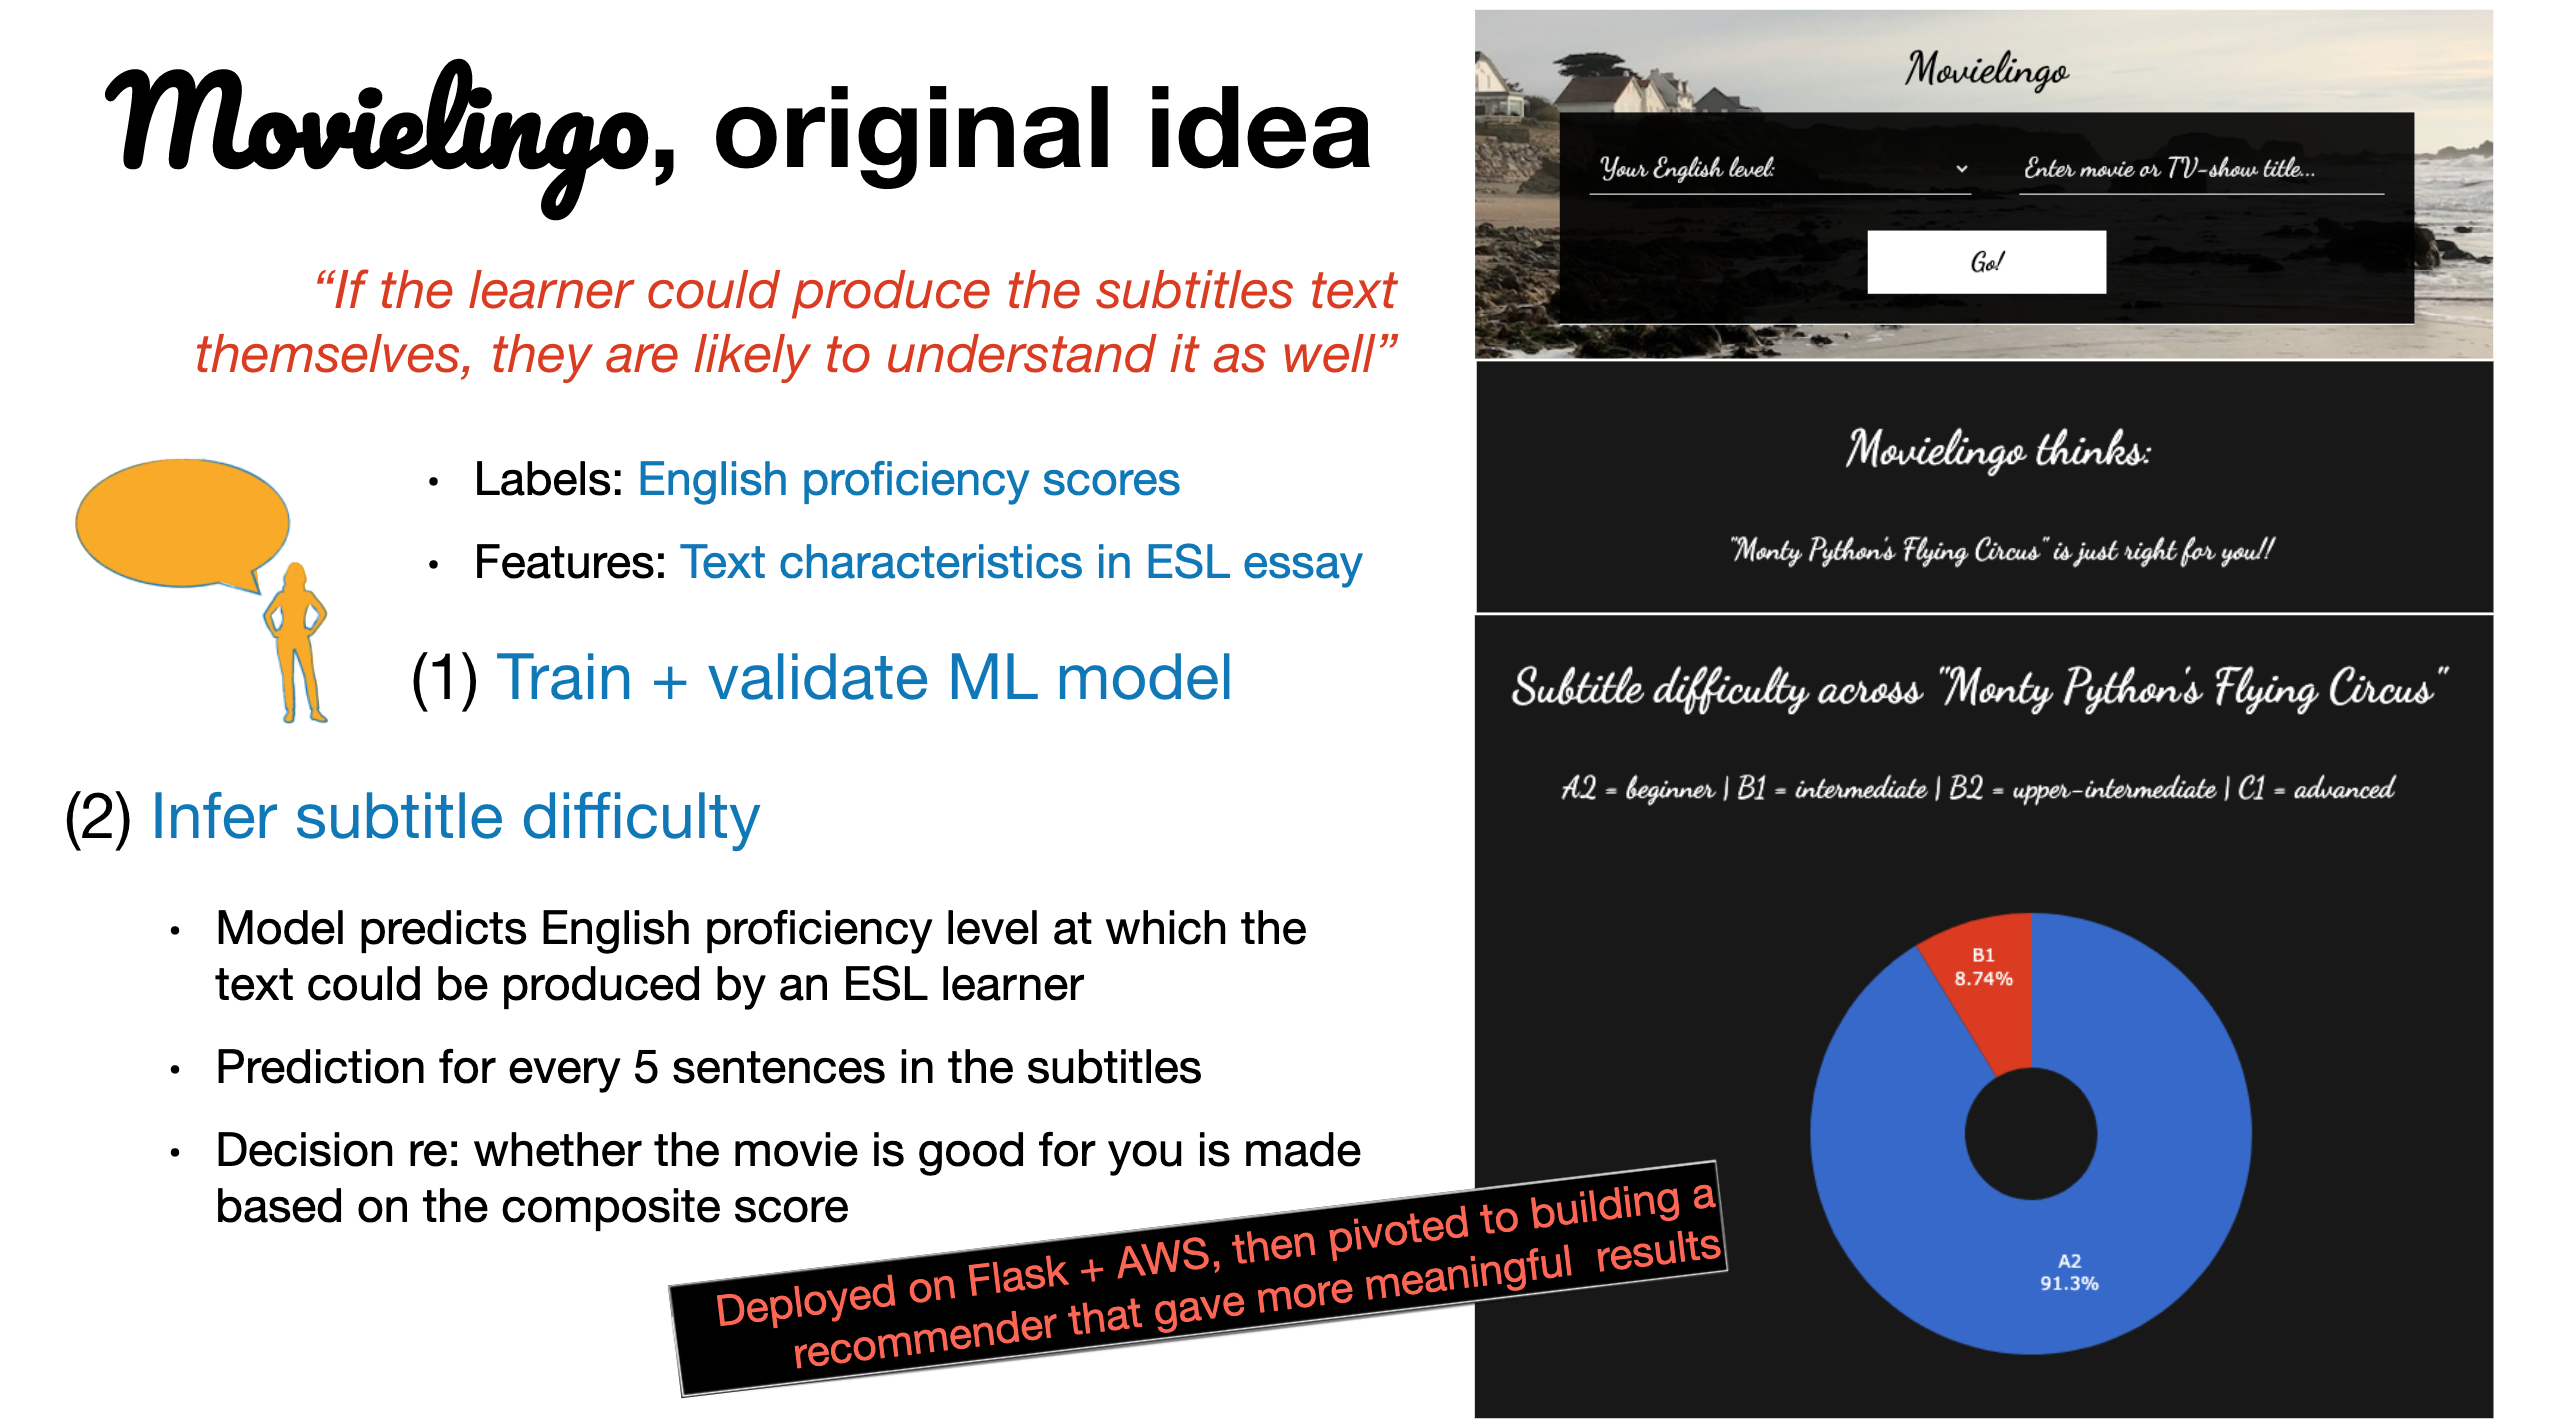 Movielingo, original idea
“If the learner could produce the subtitles text
themselves, they are likely to understand it as well”
• Labels: English proficiency scores
• Features: Text characteristics in ESL essay
(1) Train + validate ML model
(2) Infer subtitle difficulty
• Model predicts English proficiency level at which the
text could be produced by an ESL learner
• Prediction for every 5 sentences in the subtitles
• Decision re: whether the movie is good for you is made
based on the composite score
Deployed on Flask + AWS, then pivoted to building a
recommender that gave more meaningful results
Movielingo
Your English level:
Enter movie or TV-show title...
Go!
Movielingo thinks:
"Monty Python's Flying Circus" is just right for you!!
Subtitle difficulty across "Monty Python's Flying Circus"
A2 = beginner | B1 = intermediate | B2 = upper-intermediate | C1 = advanced
B1
8.74%
A2
91.3%